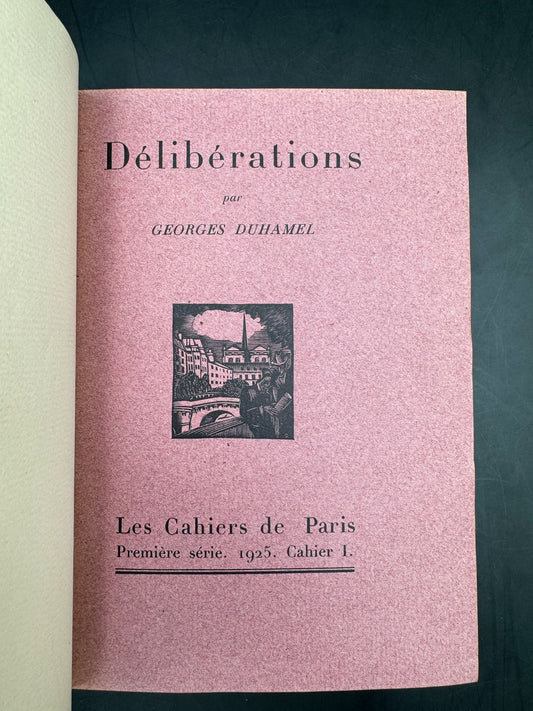 Délibérations
par
GEORGES DUHAMEL
Les Cahiers de Paris
Première série. 1925. Cahier I.